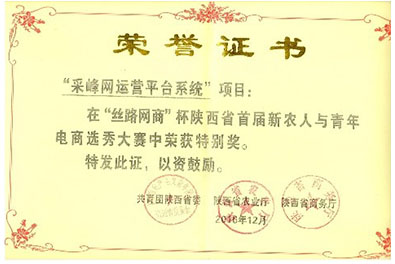 荣誉证书
“采峰网运营平台系统”项目：
在“丝路网商”杯陕西省首届新农人与青年
电商选秀大赛中荣获特别奖。
特发此证，以资鼓励。
共青团陕西省委 陕西省农业厅 陕西省商务厅
2016年12月